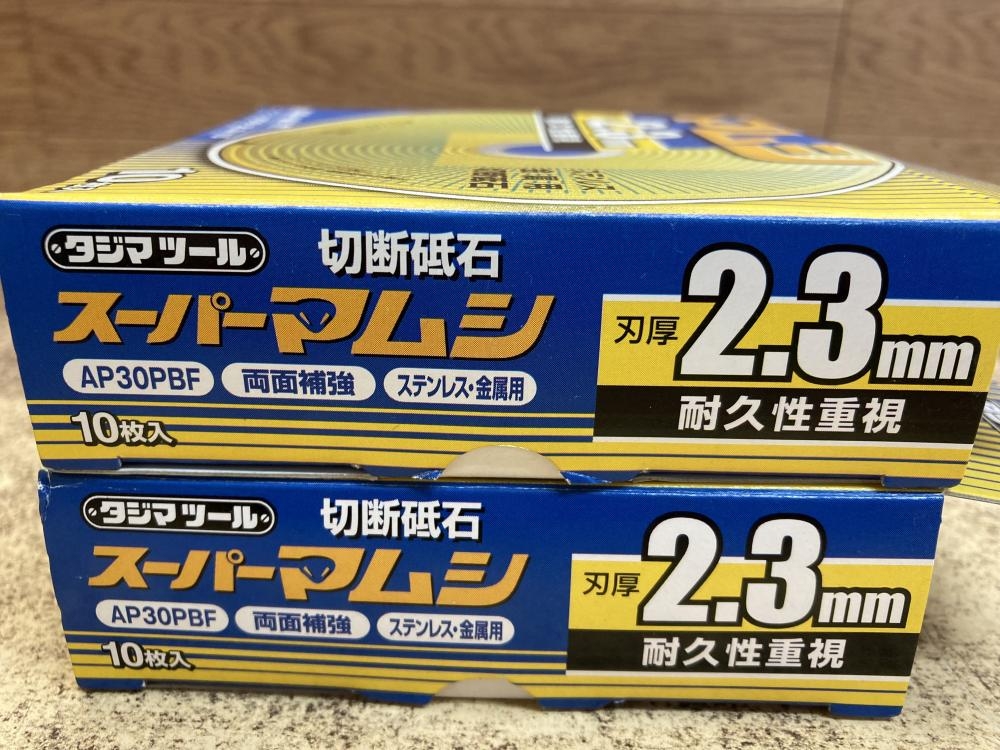 10枚
タジマツール
切断砥石
スーパーマムシ
AP30PBF 両面補強 ステンレス・金属用
10枚入
刃厚 2.3mm
耐久性重視
タジマツール
切断砥石
スーパーマムシ
AP30PBF 両面補強 ステンレス・金属用
10枚入
刃厚 2.3mm
耐久性重視